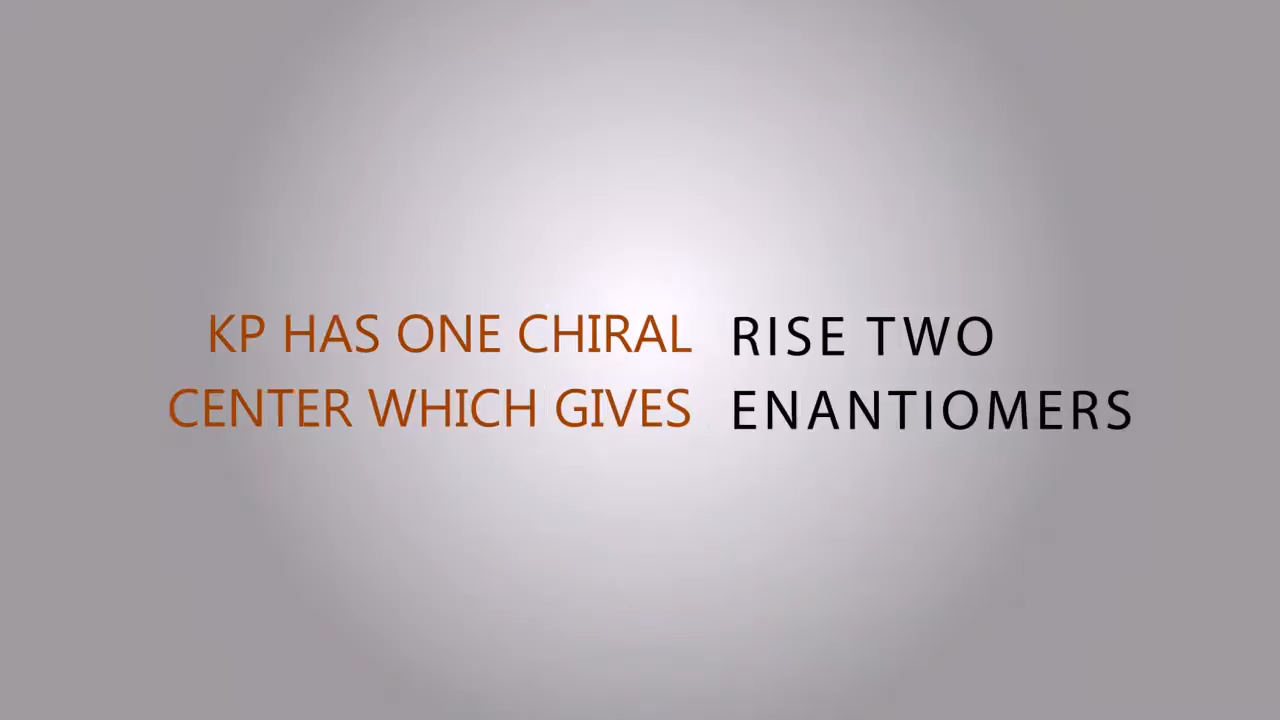 KP HAS ONE CHIRAL
CENTER WHICH GIVES
RISE TWO
ENANTIOMERS